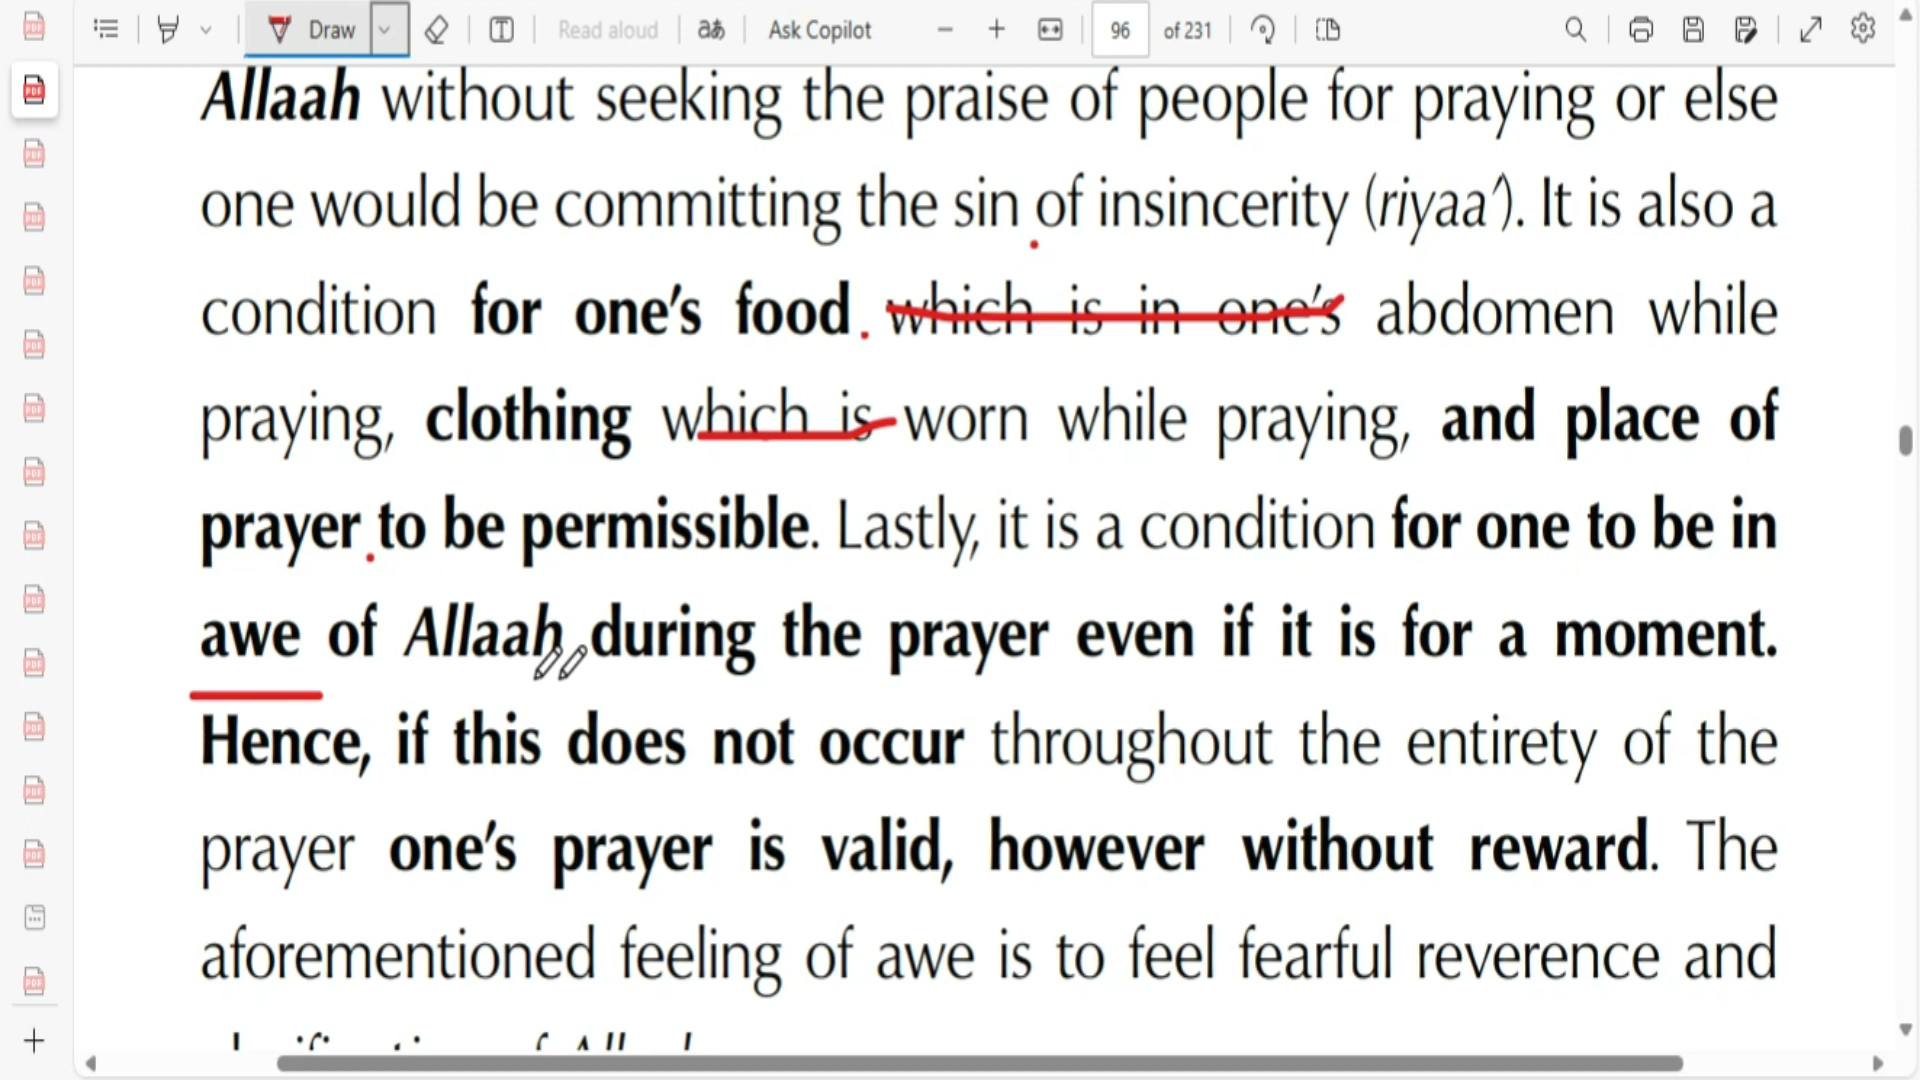 Draw
Read aloud
aあ
Ask Copilot
96
of 231
Allaah without seeking the praise of people for praying or else
one would be committing the sin of insincerity (riyaa’). It is also a
condition for one’s food which is in one’s abdomen while
praying, clothing which is worn while praying, and place of
prayer to be permissible. Lastly, it is a condition for one to be in
awe of Allaah during the prayer even if it is for a moment.
Hence, if this does not occur throughout the entirety of the
prayer one’s prayer is valid, however without reward. The
aforementioned feeling of awe is to feel fearful reverence and